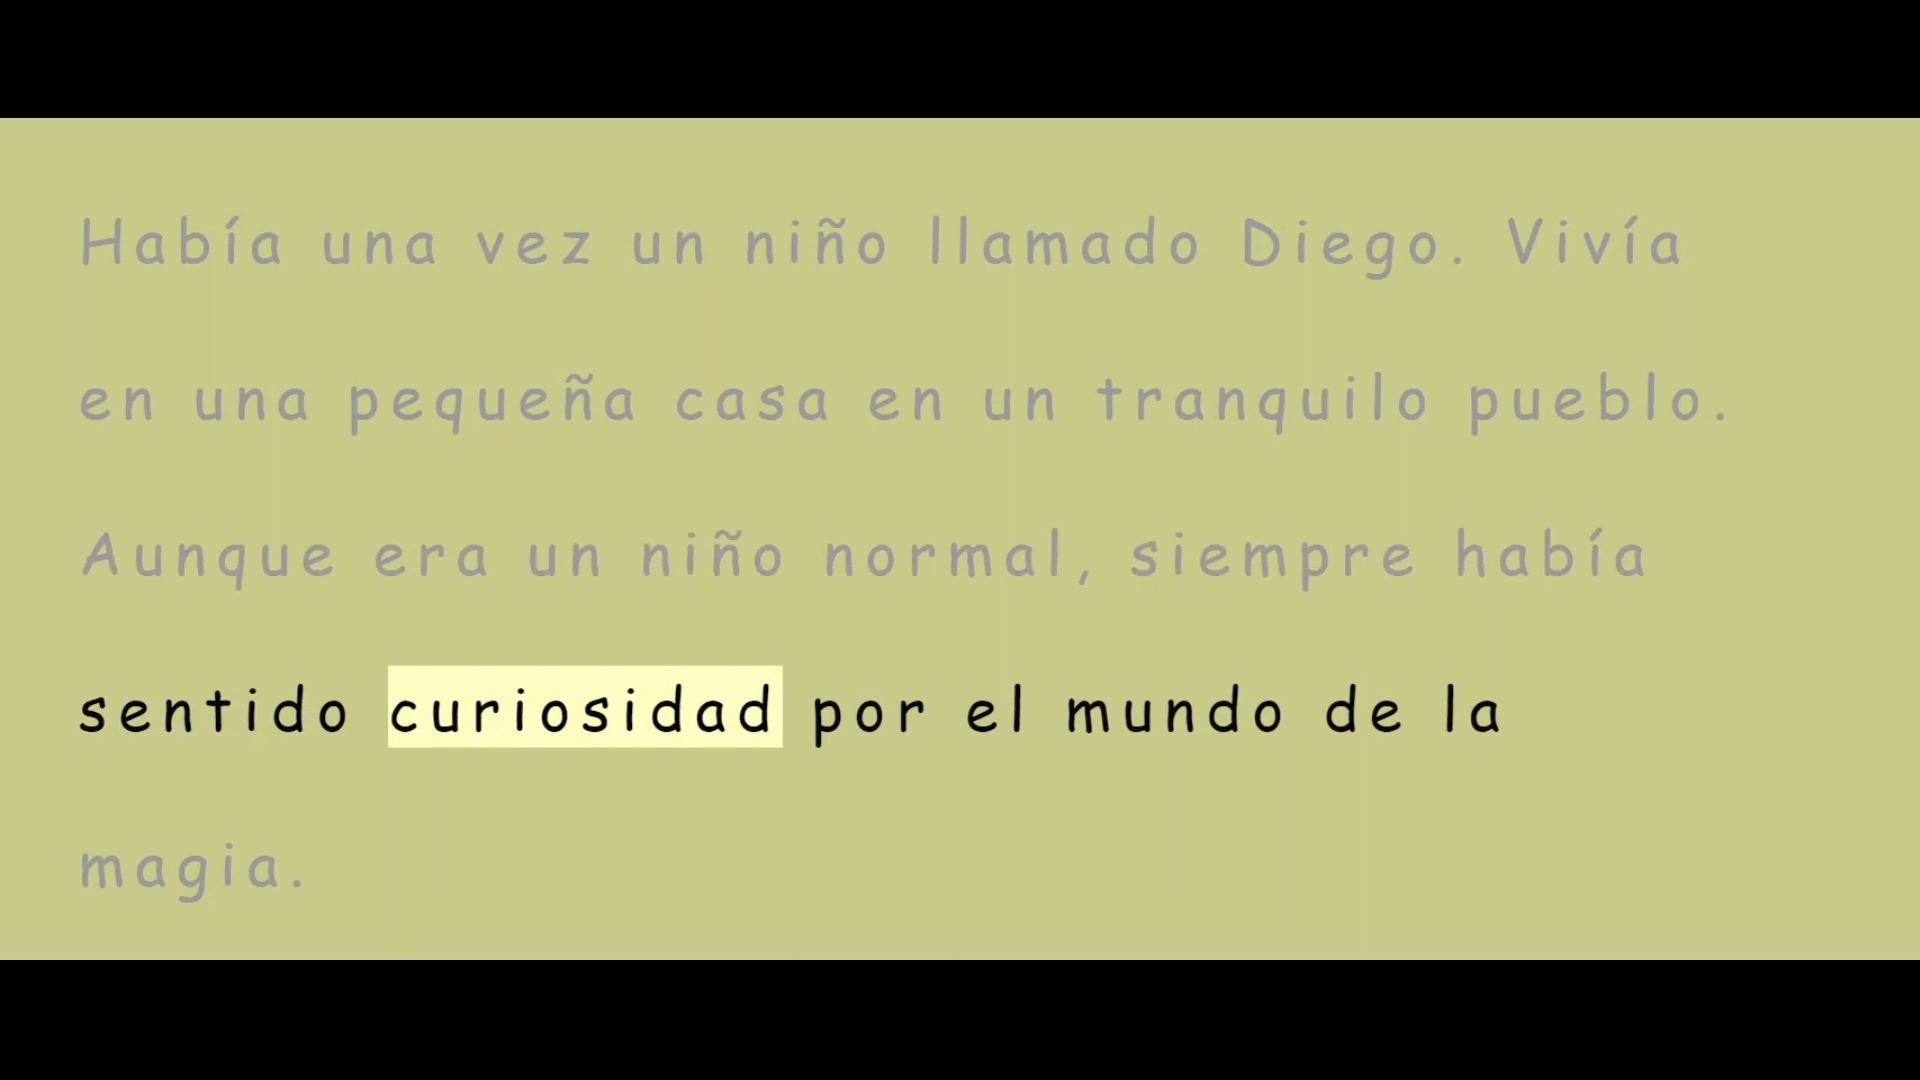 Había una vez un niño llamado Diego. Vivía
en una pequeña casa en un tranquilo pueblo.
Aunque era un niño normal, siempre había
sentido curiosidad por el mundo de la
magia.